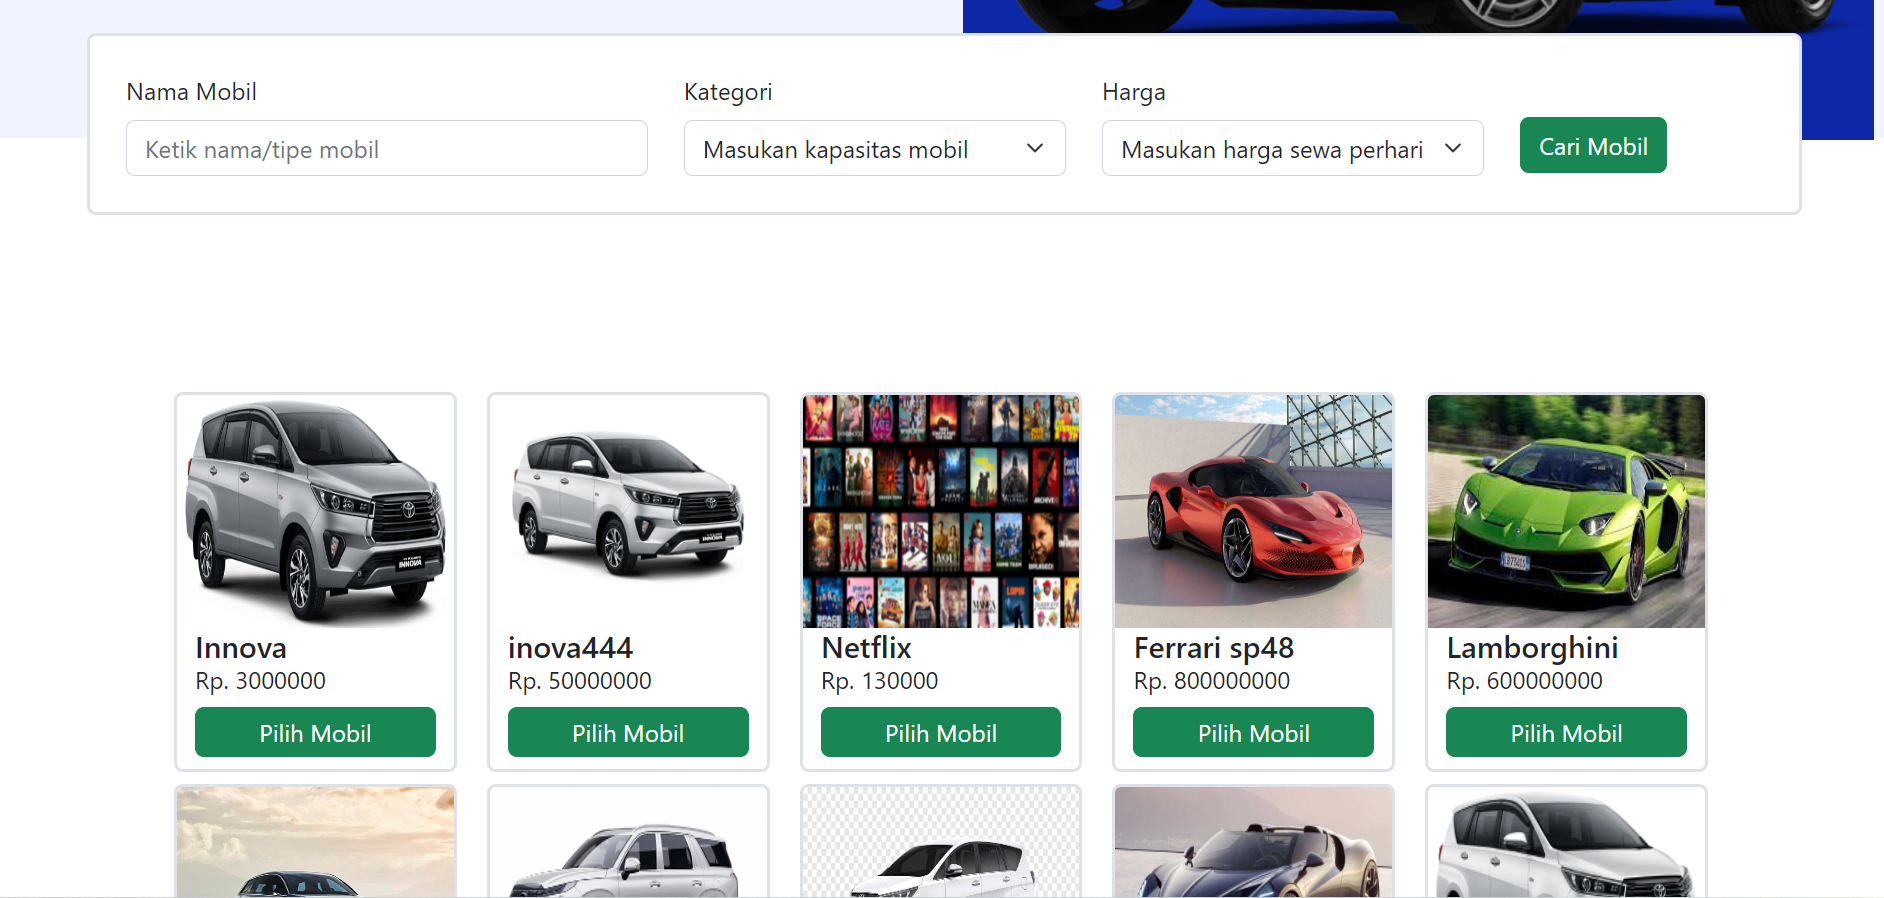 Nama Mobil
Kategori
Harga
Ketik nama/tipe mobil
Masukan kapasitas mobil
Masukan harga sewa perhari
Cari Mobil
INNOVA
INNOVA
Innova
Rp. 3000000
Pilih Mobil
inova444
Rp. 50000000
Pilih Mobil
Netflix
Rp. 130000
Pilih Mobil
Ferrari sp48
Rp. 800000000
Pilih Mobil
Lamborghini
Rp. 600000000
Pilih Mobil